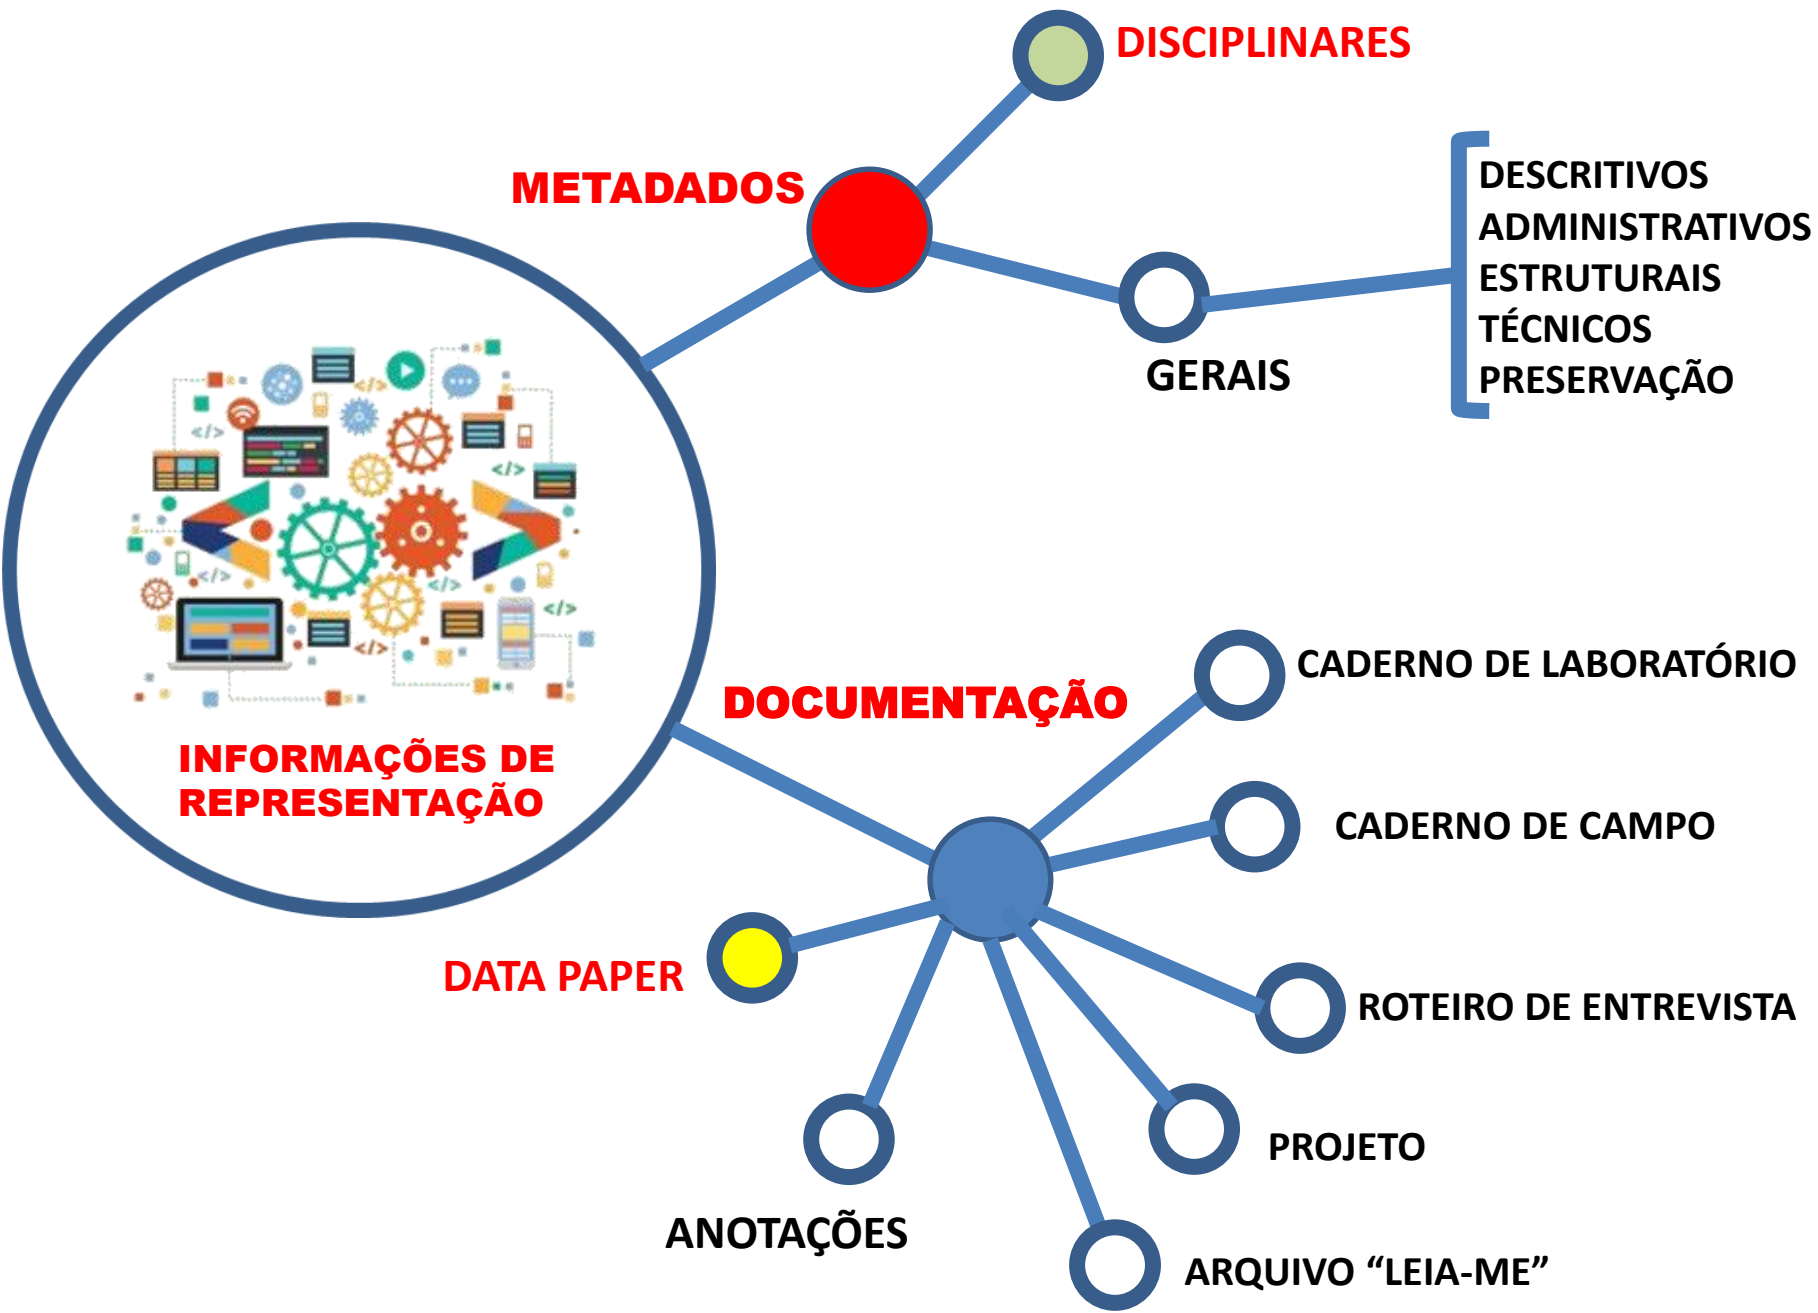 DISCIPLINARES
METADADOS
DESCRITIVOS
ADMINISTRATIVOS
ESTRUTURAIS
TÉCNICOS
PRESERVAÇÃO
GERAIS
INFORMAÇÕES DE
REPRESENTAÇÃO
DOCUMENTAÇÃO
CADERNO DE LABORATÓRIO
CADERNO DE CAMPO
DATA PAPER
ROTEIRO DE ENTREVISTA
PROJETO
ANOTAÇÕES
ARQUIVO “LEIA-ME”